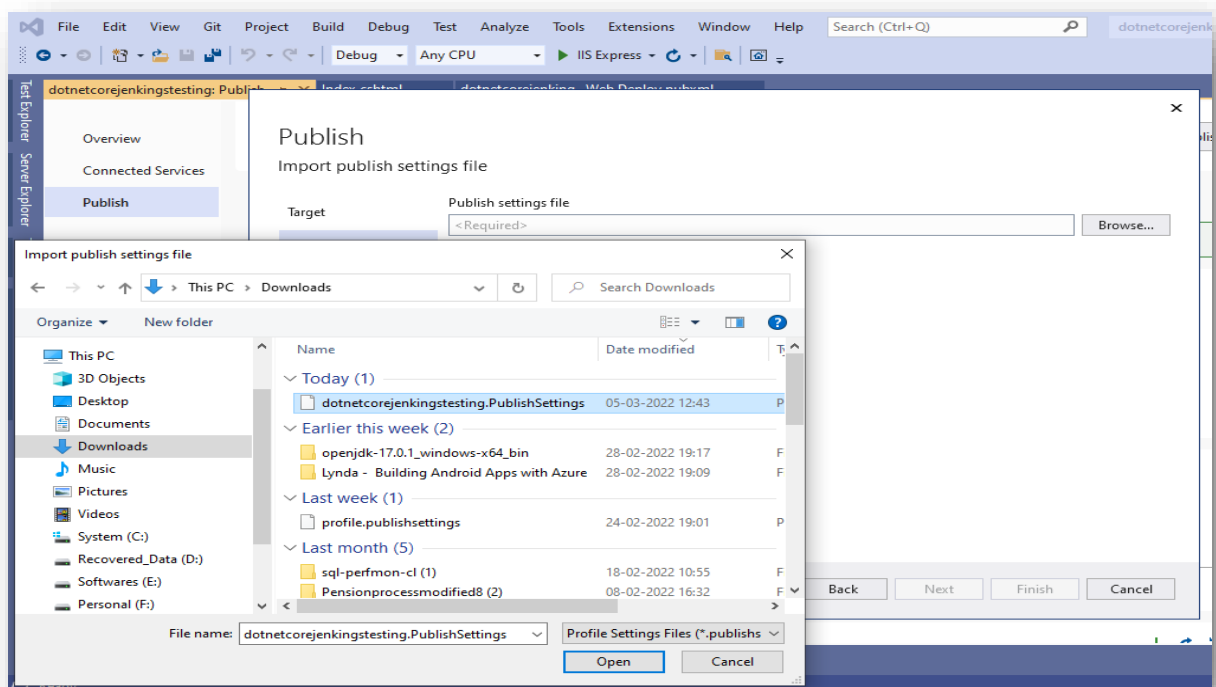 File Edit View Git Project Build Debug Test Analyze Tools Extensions Window Help Search (Ctrl+Q) dotnetcorejenk
Debug Any CPU IIS Express
Test Explorer
Server Explorer
dotnetcorejenkingstesting: Publish
Overview
Connected Services
Publish
Publish
Import publish settings file
Target
Publish settings file
<Required>
Browse...
Import publish settings file
This PC > Downloads
Search Downloads
Organize New folder
This PC
3D Objects
Desktop
Documents
Downloads
Music
Pictures
Videos
System (C:)
Recovered_Data (D:)
Softwares (E:)
Personal (F:)
Name Date modified
Today (1)
dotnetcorejenkingstesting.PublishSettings 05-03-2022 12:43 P
Earlier this week (2)
openjdk-17.0.1_windows-x64_bin 28-02-2022 19:17 F
Lynda - Building Android Apps with Azure 28-02-2022 19:09 F
Last week (1)
profile.publishsettings 24-02-2022 19:01 P
Last month (5)
sql-perfmon-cl (1) 18-02-2022 10:55 F
Pensionprocessmodified8 (2) 08-02-2022 16:32 F
File name: dotnetcorejenkingstesting.PublishSettings Profile Settings Files (*.publishs
Open Cancel
Back Next Finish Cancel